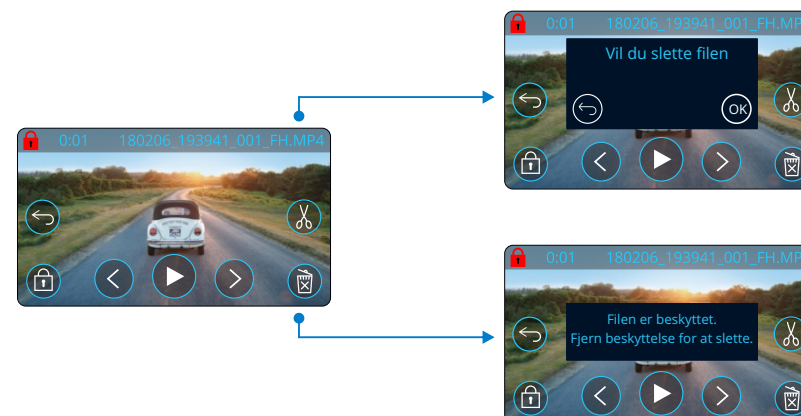 0:01 180206_193941_001_FH.MP4
0:01 180206_193941_001_FH.MP
Vil du slette filen
OK
0:01 180206_193941_001_FH.MP
Filen er beskyttet.
Fjern beskyttelse for at slette.